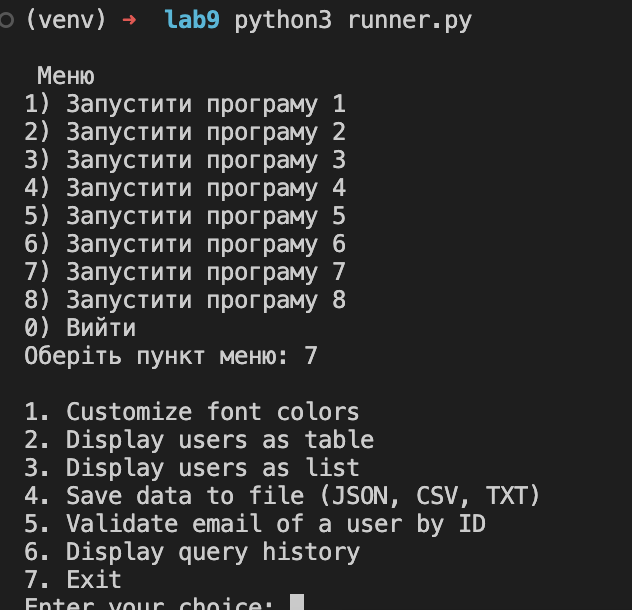 (venv) → lab9 python3 runner.py
Меню
1) Запустити програму 1
2) Запустити програму 2
3) Запустити програму 3
4) Запустити програму 4
5) Запустити програму 5
6) Запустити програму 6
7) Запустити програму 7
8) Запустити програму 8
0) Вийти
Оберіть пункт меню: 7
1. Customize font colors
2. Display users as table
3. Display users as list
4. Save data to file (JSON, CSV, TXT)
5. Validate email of a user by ID
6. Display query history
7. Exit
Enter your choice: